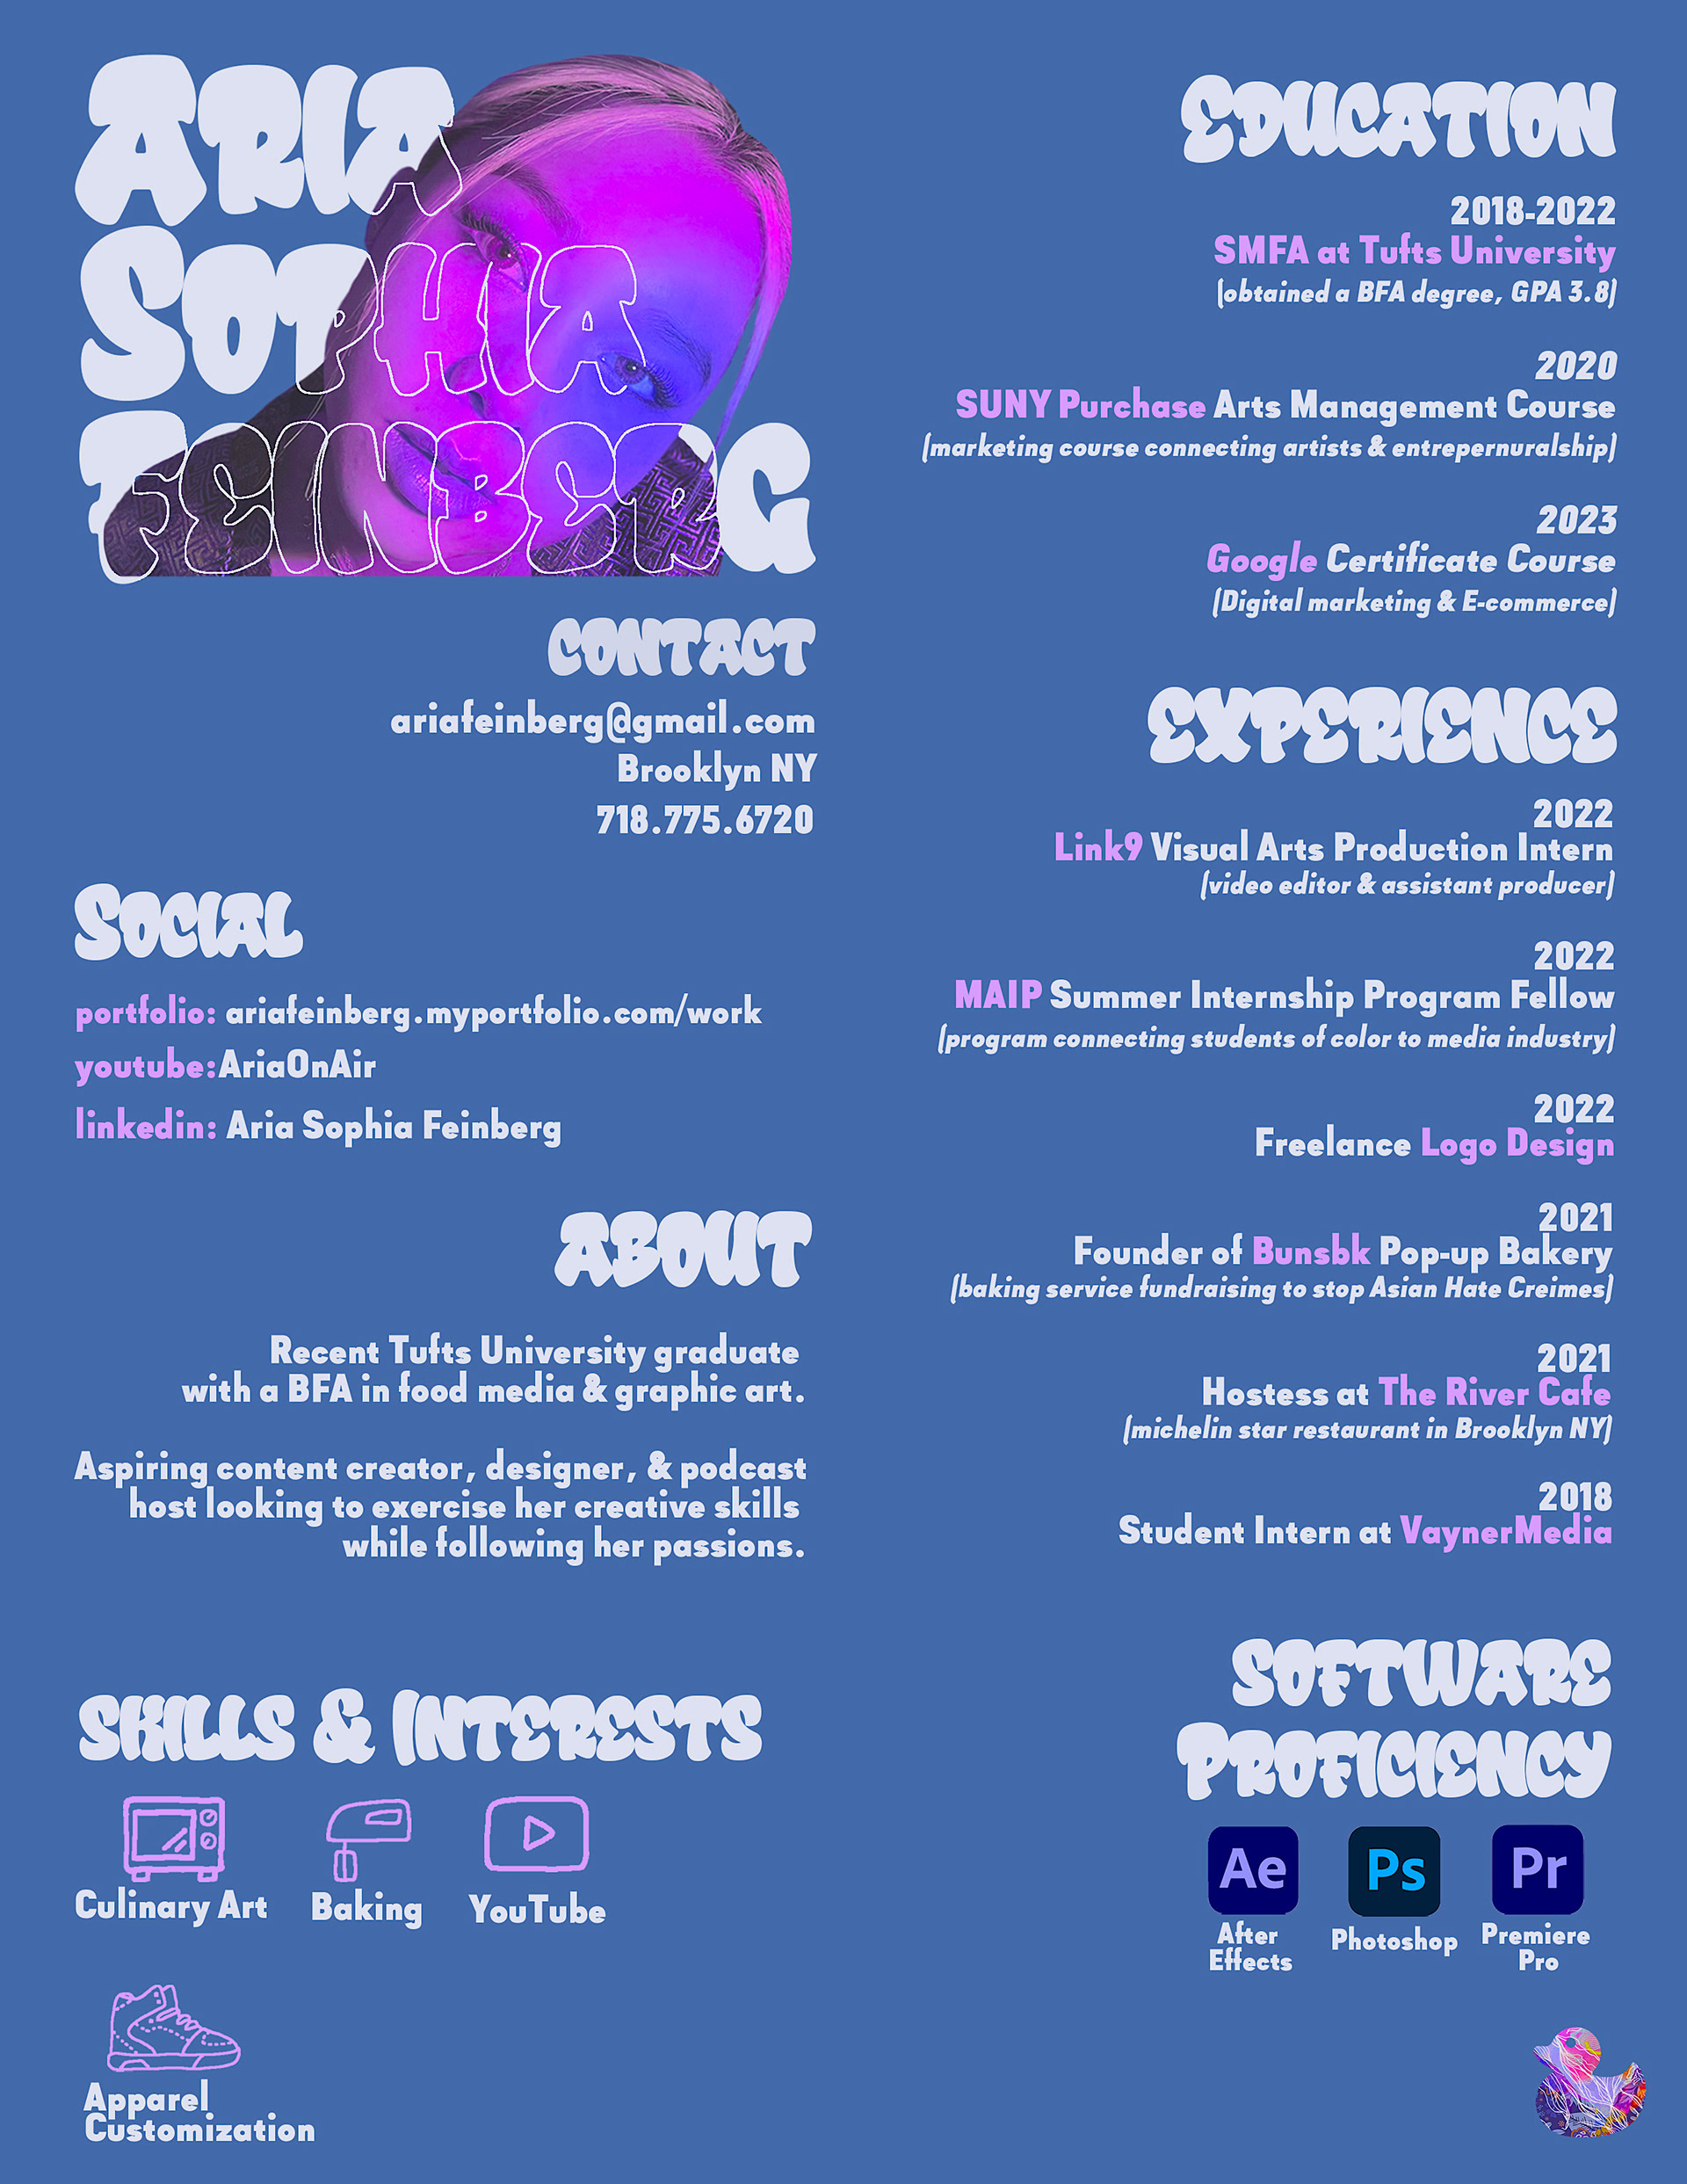 ARIA
SOPHIA
FEINBERG
CONTACT
ariafeinberg@gmail.com
Brooklyn NY
718.775.6720
SOCIAL
portfolio: ariafeinberg.myportfolio.com/work
youtube:AriaOnAir
linkedin: Aria Sophia Feinberg
ABOUT
Recent Tufts University graduate
with a BFA in food media & graphic art.
Aspiring content creator, designer, & podcast
host looking to exercise her creative skills
while following her passions.
SKILLS & INTERESTS
Culinary Art
Baking
YouTube
Apparel
Customization
EDUCATION
2018-2022
SMFA at Tufts University
(obtained a BFA degree, GPA 3.8)
2020
SUNY Purchase Arts Management Course
(marketing course connecting artists & entrepernuralship)
2023
Google Certificate Course
(Digital marketing & E-commerce)
EXPERIENCE
2022
Link9 Visual Arts Production Intern
(video editor & assistant producer)
2022
MAIP Summer Internship Program Fellow
(program connecting students of color to media industry)
2022
Freelance Logo Design
2021
Founder of Bunsbk Pop-up Bakery
(baking service fundraising to stop Asian Hate Creimes)
2021
Hostess at The River Cafe
(michelin star restaurant in Brooklyn NY)
2018
Student Intern at VaynerMedia
SOFTWARE
PROFICIENCY
Ae
After
Effects
Ps
Photoshop
Pr
Premiere
Pro